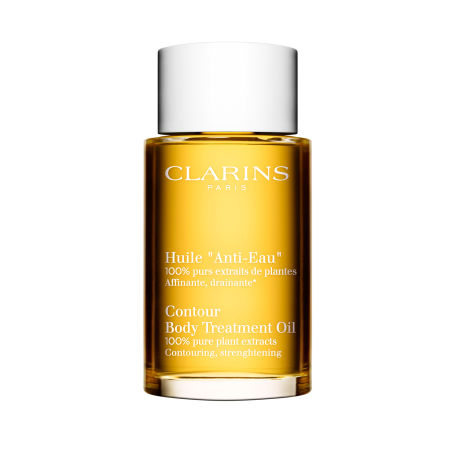 CLARINS
PARIS
Huile "Anti-Eau"
100% purs extraits de plantes
Affinante, drainante*
Contour
Body Treatment Oil
100% pure plant extracts
Contouring, strenghtening